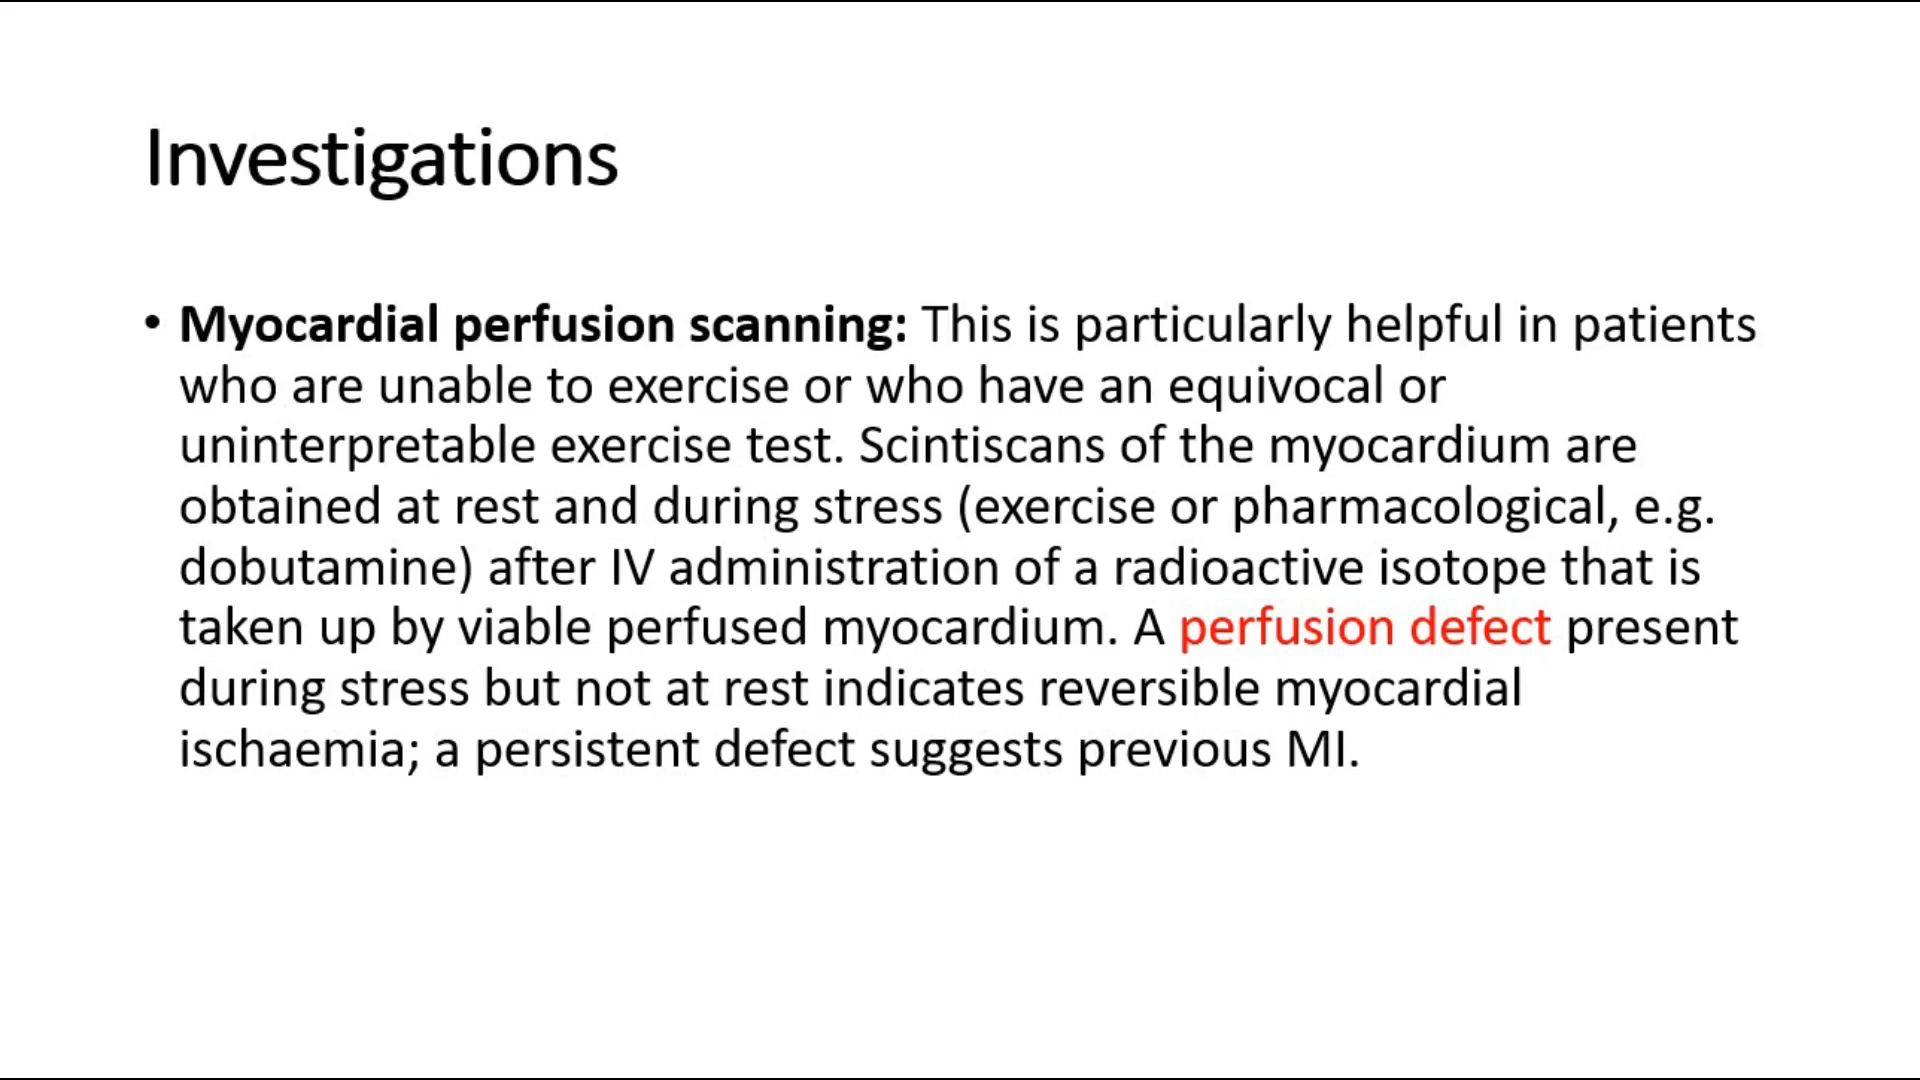 Investigations
• Myocardial perfusion scanning: This is particularly helpful in patients
who are unable to exercise or who have an equivocal or
uninterpretable exercise test. Scintiscans of the myocardium are
obtained at rest and during stress (exercise or pharmacological, e.g.
dobutamine) after IV administration of a radioactive isotope that is
taken up by viable perfused myocardium. A perfusion defect present
during stress but not at rest indicates reversible myocardial
ischaemia; a persistent defect suggests previous MI.